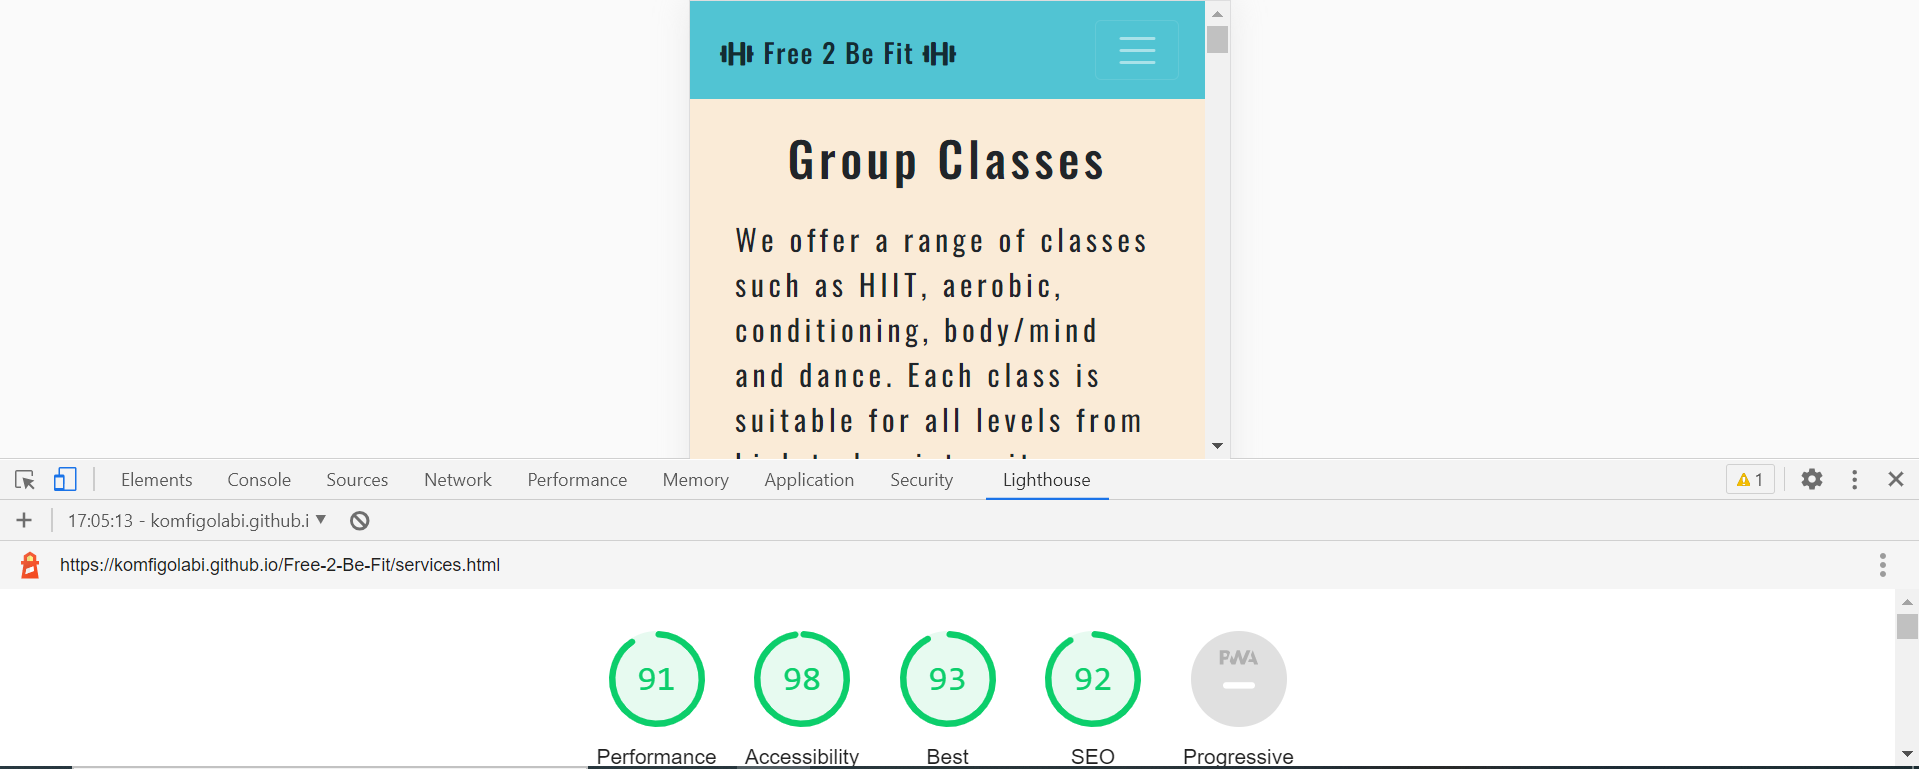 Free 2 Be Fit
Group Classes
We offer a range of classes
such as HIIT, aerobic,
conditioning, body/mind
and dance. Each class is
suitable for all levels from
Elements Console Sources Network Performance Memory Application Security Lighthouse 1
17:05:13 - komfigolabi.github.i
https://komfigolabi.github.io/Free-2-Be-Fit/services.html
91 98 93 92 PWA
Performance Accessibility Best SEO Progressive